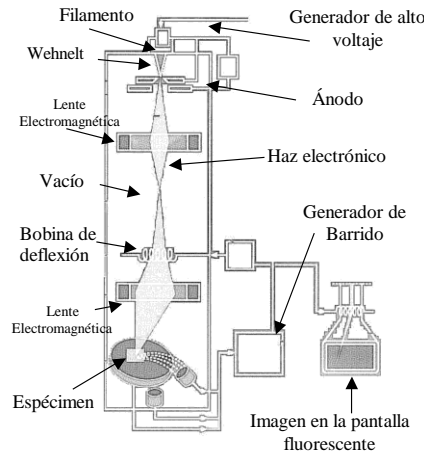 Filamento
Generador de alto
voltaje
Wehnelt
Ánodo
Lente
Electromagnética
Haz electrónico
Vacío
Generador de
Barrido
Bobina de
deflexión
Lente
Electromagnética
Espécimen
Imagen en la pantalla
fluorescente